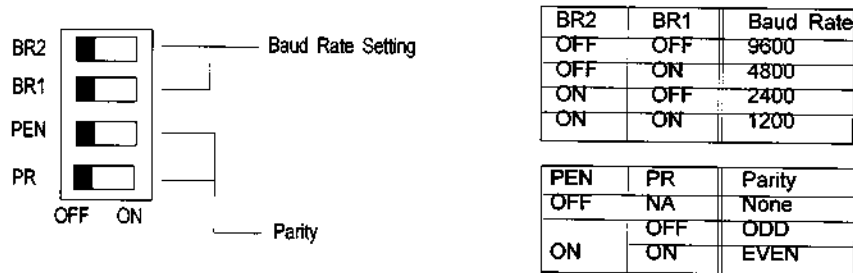 BR2
BR1
PEN
PR
OFF ON
Baud Rate Setting
Parity
BR2 BR1 Baud Rate
OFF OFF 9600
OFF ON 4800
ON OFF 2400
ON ON 1200
PEN PR Parity
OFF NA None
OFF ODD
ON ON EVEN